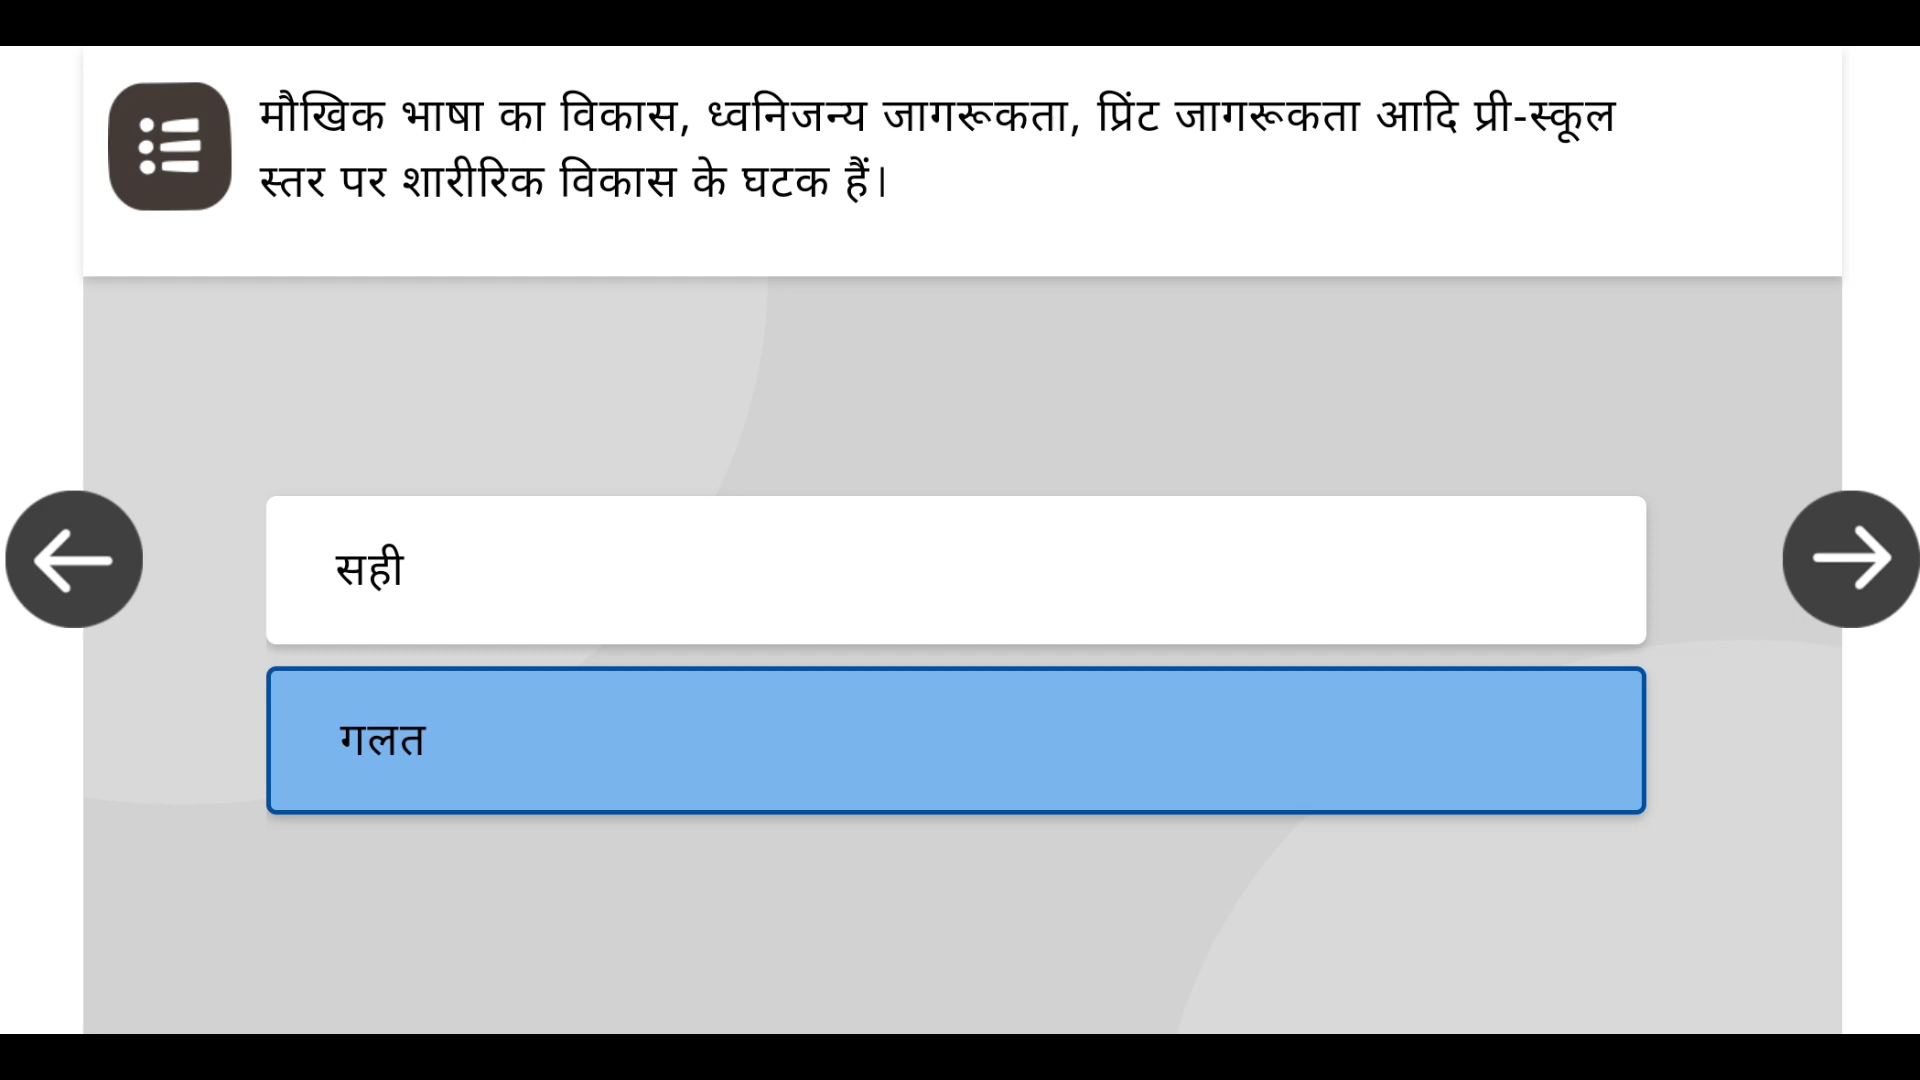 मौखिक भाषा का विकास, ध्वनिजन्य जागरूकता, प्रिंट जागरूकता आदि प्री-स्कूल
स्तर पर शारीरिक विकास के घटक हैं।
सही
गलत